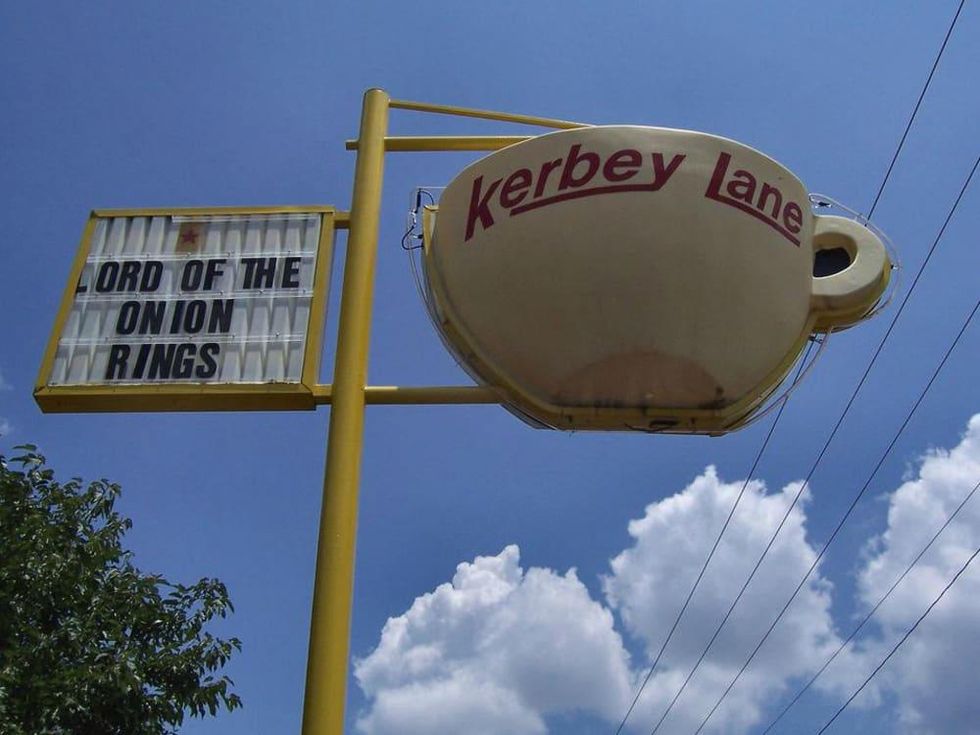 LORD OF THE
ONION
RINGS
Kerbey Lane